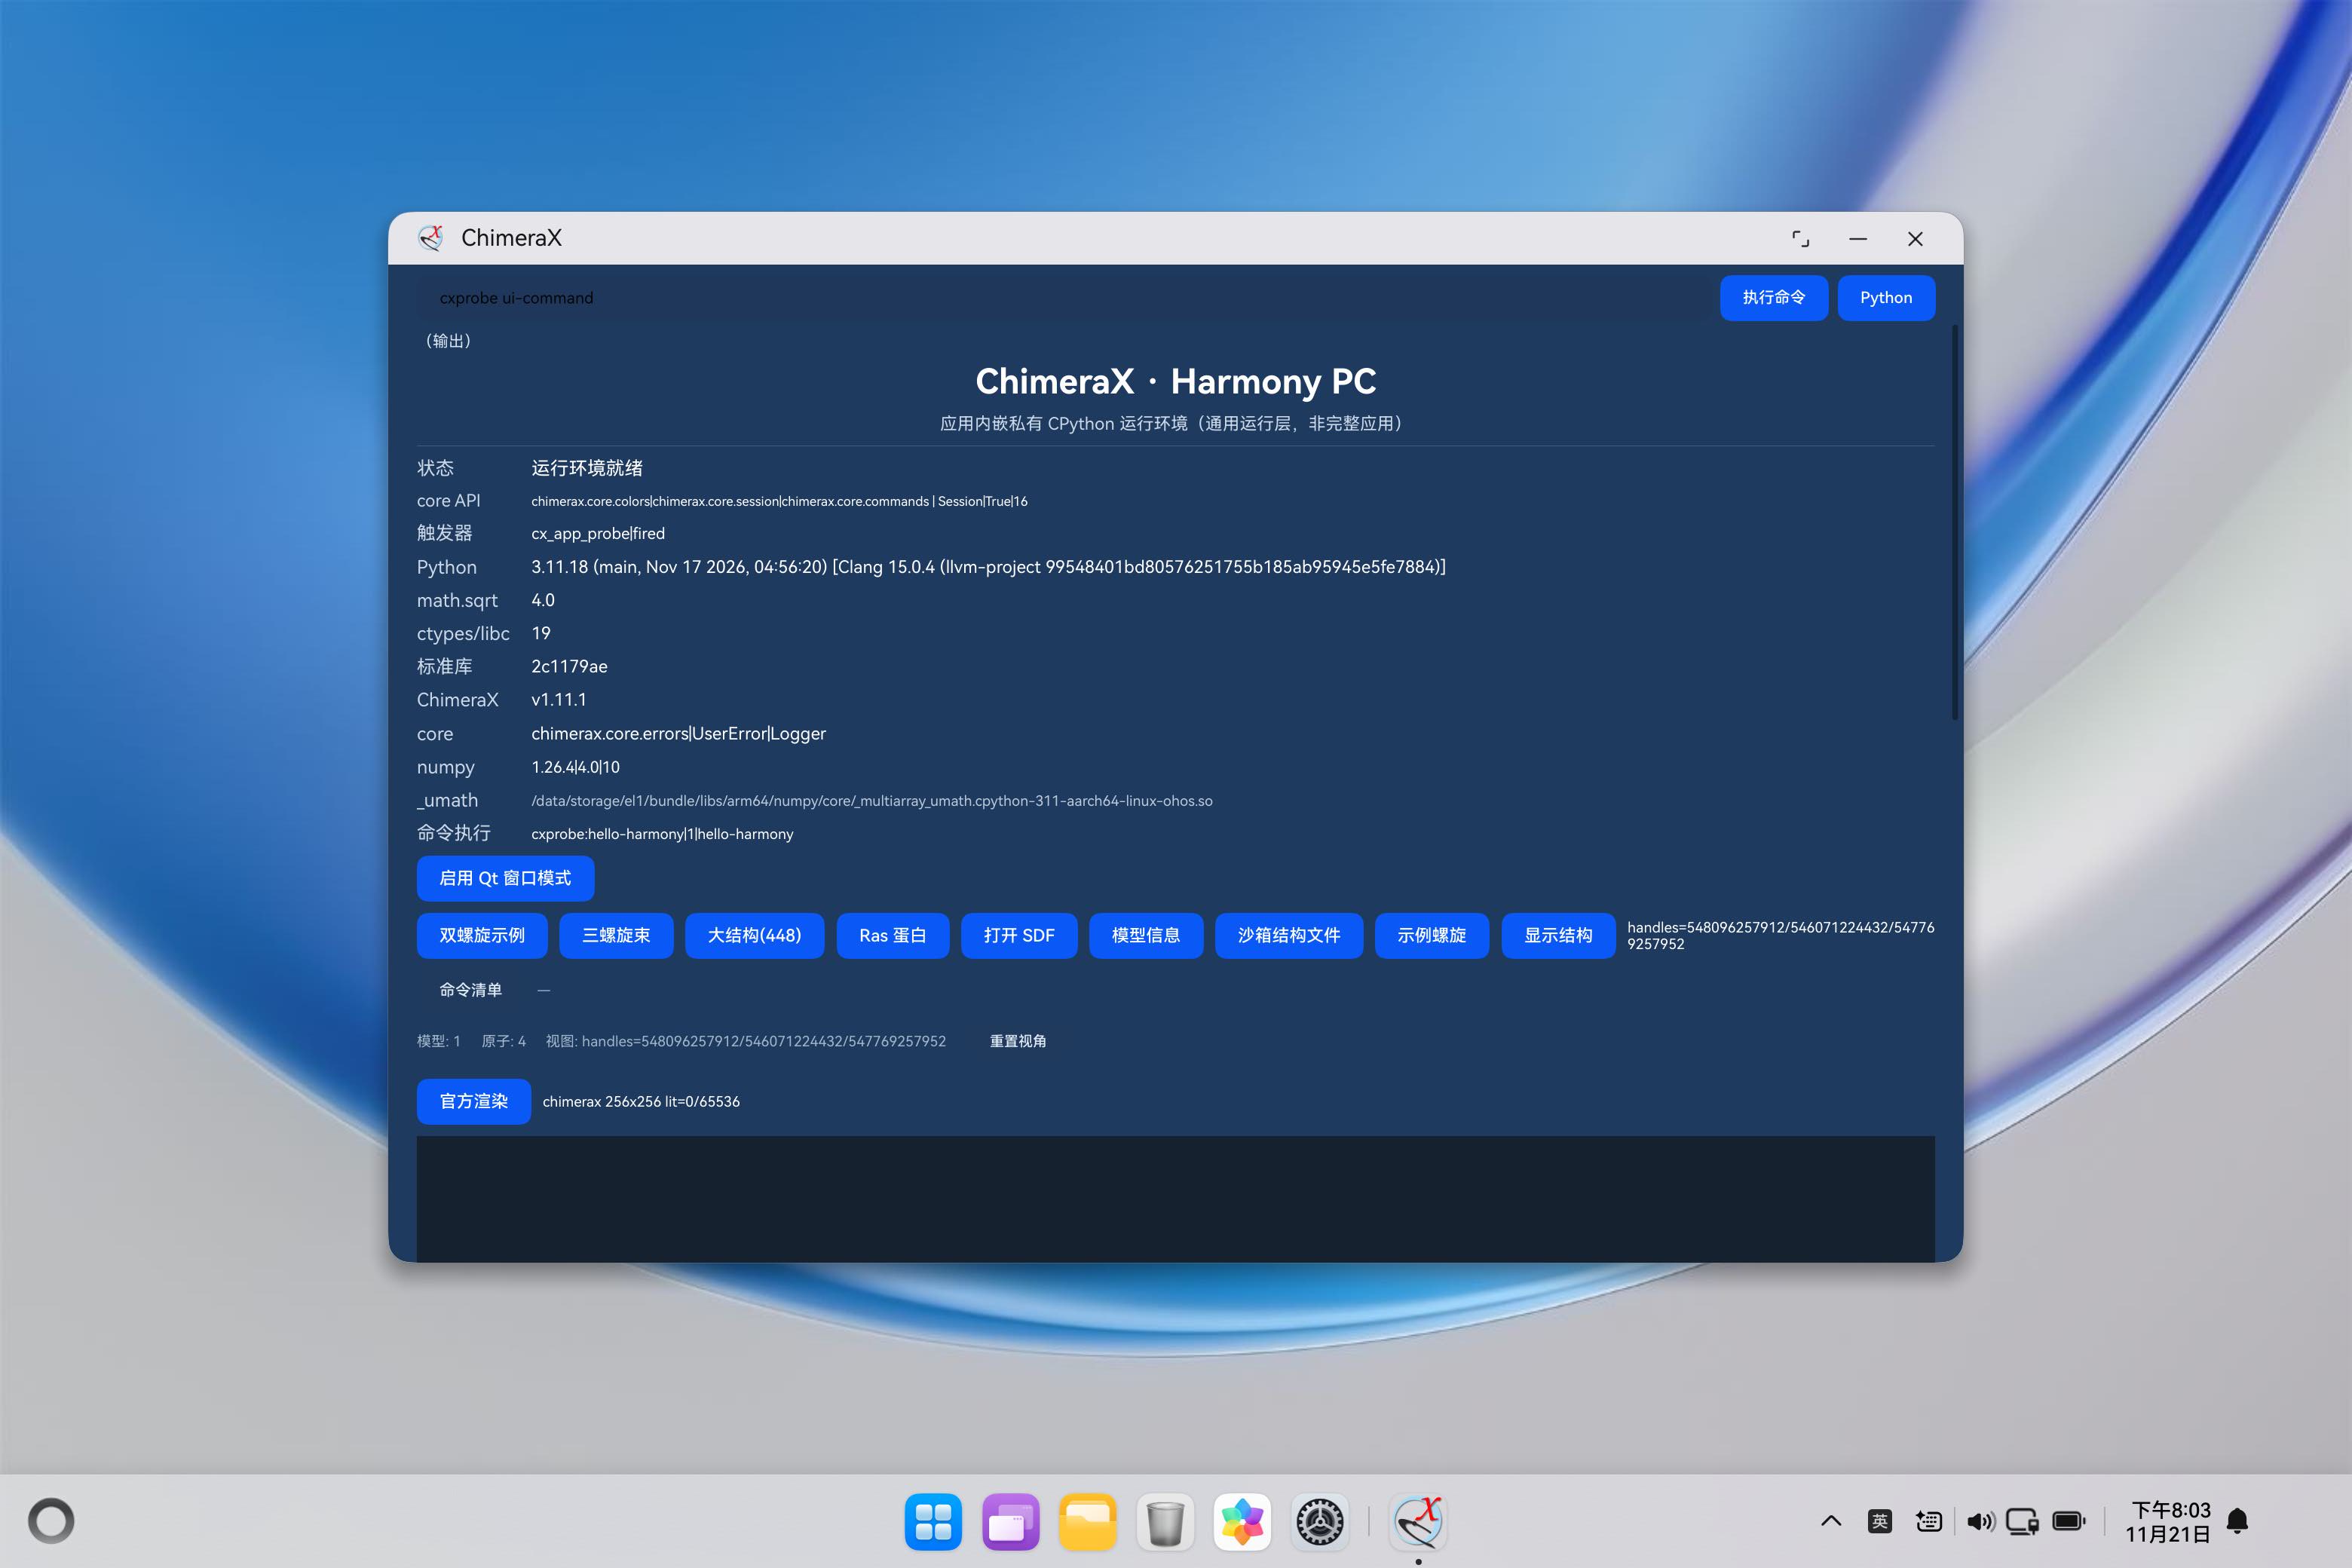 ChimeraX
cxprobe ui-command
执行命令
Python
（输出）
ChimeraX · Harmony PC
应用内嵌私有 CPython 运行环境（通用运行层，非完整应用）
状态 运行环境就绪
core API chimerax.core.colors|chimerax.core.session|chimerax.core.commands | Session|True|16
触发器 cx_app_probe|fired
Python 3.11.18 (main, Nov 17 2026, 04:56:20) [Clang 15.0.4 (llvm-project 99548401bd80576251755b185ab95945e5fe7884)]
math.sqrt 4.0
ctypes/libc 19
标准库 2c1179ae
ChimeraX v1.11.1
core chimerax.core.errors|UserError|Logger
numpy 1.26.4|4.0|10
_umath /data/storage/el1/bundle/libs/arm64/numpy/core/_multiarray_umath.cpython-311-aarch64-linux-ohos.so
命令执行 cxprobe:hello-harmony|1|hello-harmony
启用 Qt 窗口模式
双螺旋示例 三螺旋束 大结构(448) Ras 蛋白 打开 SDF 模型信息 沙箱结构文件 示例螺旋 显示结构 handles=548096257912/546071224432/54776
9257952
命令清单 —
模型: 1 原子: 4 视图: handles=548096257912/546071224432/547769257952 重置视角
官方渲染 chimerax 256x256 lit=0/65536
英
下午8:03
11月21日